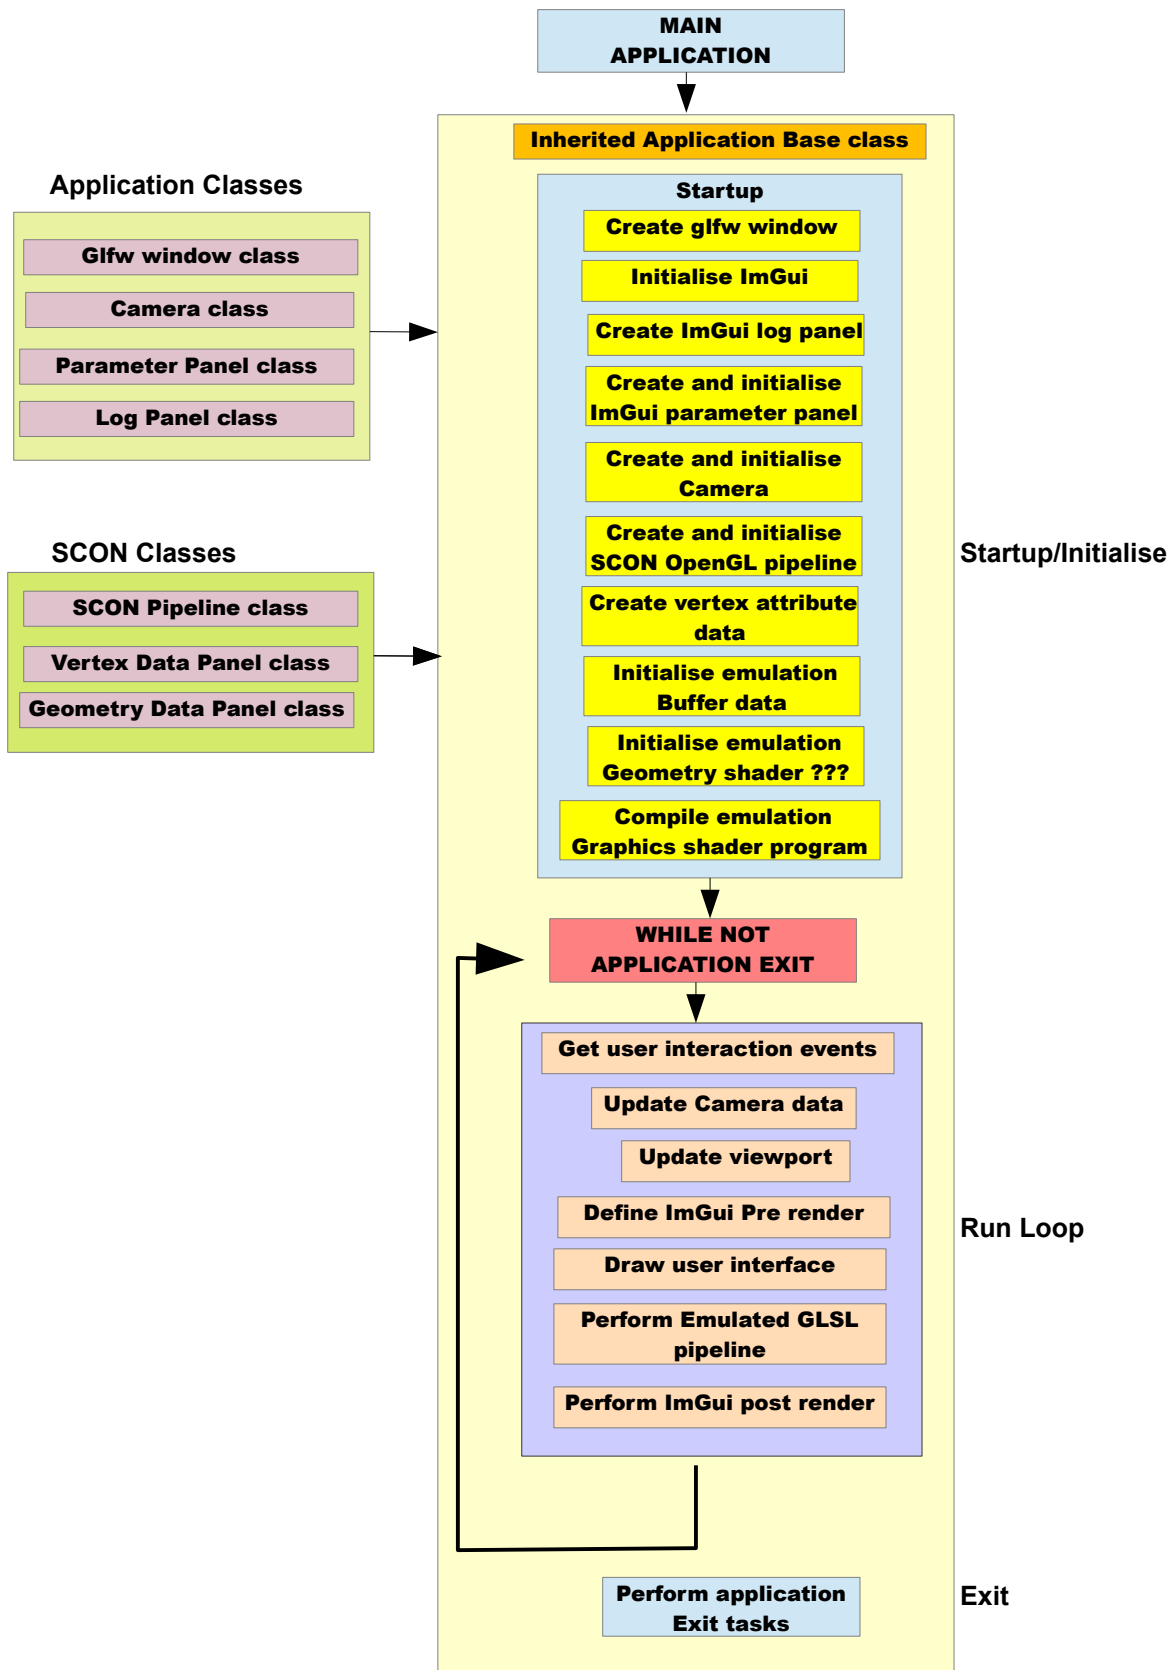 MAIN
APPLICATION
Inherited Application Base class
Application Classes
Glfw window class
Camera class
Parameter Panel class
Log Panel class
SCON Classes
SCON Pipeline class
Vertex Data Panel class
Geometry Data Panel class
Startup
Create glfw window
Initialise ImGui
Create ImGui log panel
Create and initialise
ImGui parameter panel
Create and initialise
Camera
Create and initialise
SCON OpenGL pipeline
Create vertex attribute
data
Initialise emulation
Buffer data
Initialise emulation
Geometry shader ???
Compile emulation
Graphics shader program
Startup/Initialise
WHILE NOT
APPLICATION EXIT
Get user interaction events
Update Camera data
Update viewport
Define ImGui Pre render
Draw user interface
Perform Emulated GLSL
pipeline
Perform ImGui post render
Run Loop
Perform application
Exit tasks
Exit